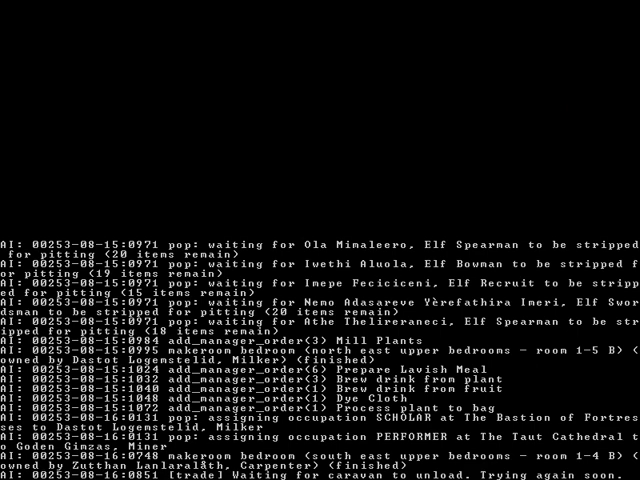 AI: 00253-08-15:0971 pop: waiting for Ola Mimaleero, Elf Spearman to be stripped
 for pitting (20 items remain)
AI: 00253-08-15:0971 pop: waiting for Iwethi Aluola, Elf Bowman to be stripped f
or pitting (19 items remain)
AI: 00253-08-15:0971 pop: waiting for Imepe Feciciceni, Elf Recruit to be stripp
ed for pitting (15 items remain)
AI: 00253-08-15:0971 pop: waiting for Nemo Adasareve Yèrefathira Imeri, Elf Swor
dsman to be stripped for pitting (20 items remain)
AI: 00253-08-15:0971 pop: waiting for Athe Thelireraneci, Elf Spearman to be str
ipped for pitting (18 items remain)
AI: 00253-08-15:0984 add_manager_order(3) Mill Plants
AI: 00253-08-15:0995 makeroom bedroom (north east upper bedrooms - room 1-5 B) (
owned by Dastot Logemstelid, Milker) (finished)
AI: 00253-08-15:1024 add_manager_order(6) Prepare Lavish Meal
AI: 00253-08-15:1032 add_manager_order(3) Brew drink from plant
AI: 00253-08-15:1040 add_manager_order(1) Brew drink from fruit
AI: 00253-08-15:1048 add_manager_order(1) Dye Cloth
AI: 00253-08-15:1072 add_manager_order(1) Process plant to bag
AI: 00253-08-16:0131 pop: assigning occupation SCHOLAR at The Bastion of Fortres
ses to Dastot Logemstelid, Milker
AI: 00253-08-16:0131 pop: assigning occupation PERFORMER at The Taut Cathedral t
o Goden Gimzas, Miner
AI: 00253-08-16:0748 makeroom bedroom (south east upper bedrooms - room 1-4 B) (
owned by Zutthan Lanlaralåth, Carpenter) (finished)
AI: 00253-08-16:0851 [trade] Waiting for caravan to unload. Trying again soon.